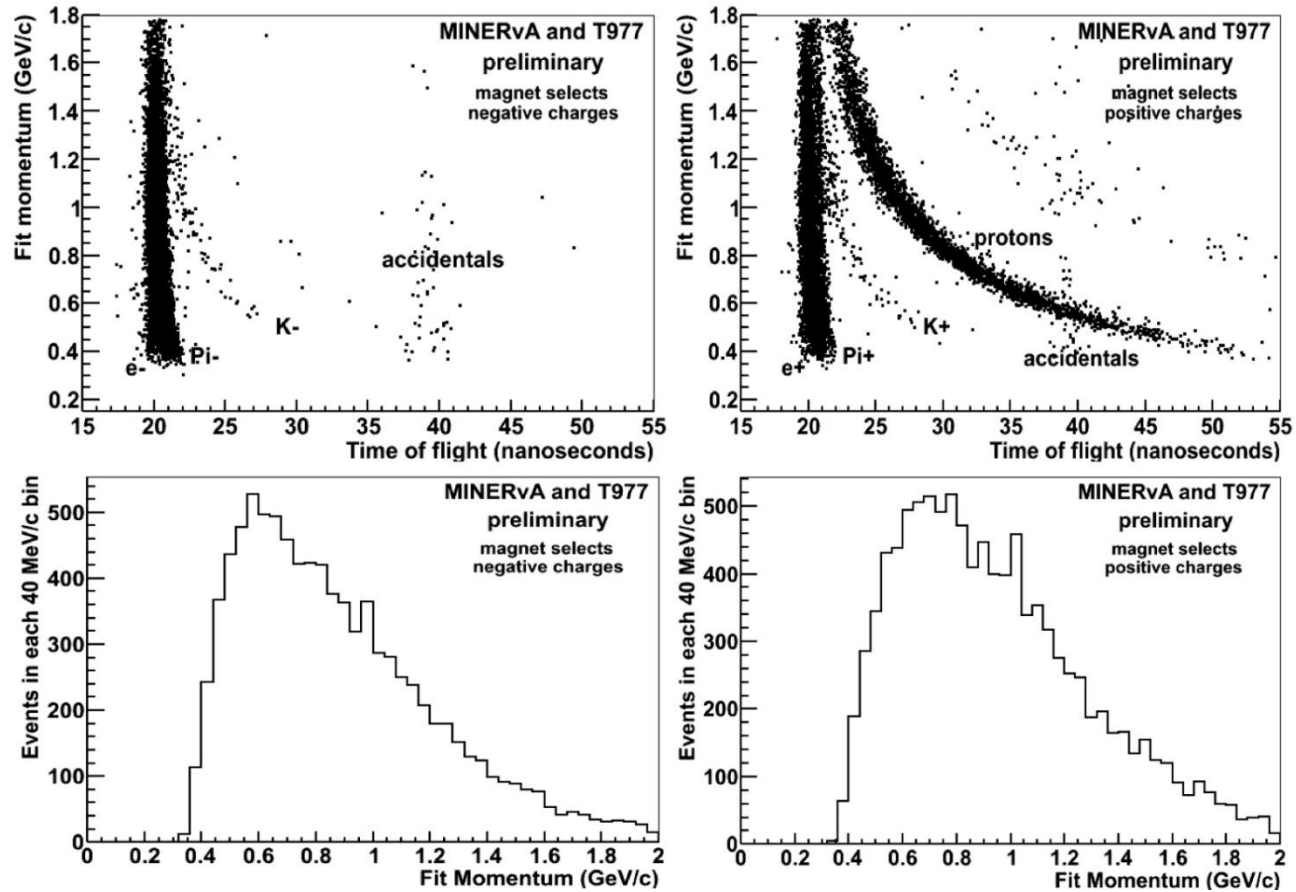 Fit momentum (GeV/c)
1.8
1.6
1.4
1.2
1
0.8
0.6
0.4
0.2
MINERvA and T977
preliminary
magnet selects
negative charges
accidentals
K-
e-
Pi-
15 20 25 30 35 40 45 50 55
Time of flight (nanoseconds)
Fit momentum (GeV/c)
1.8
1.6
1.4
1.2
1
0.8
0.6
0.4
0.2
MINERvA and T977
preliminary
magnet selects
positive charges
protons
K+
e+
Pi+
accidentals
15 20 25 30 35 40 45 50 55
Time of flight (nanoseconds)
Events in each 40 MeV/c bin
500
400
300
200
100
0
MINERvA and T977
preliminary
magnet selects
negative charges
0 0.2 0.4 0.6 0.8 1 1.2 1.4 1.6 1.8 2
Fit Momentum (GeV/c)
Events in each 40 MeV/c bin
500
400
300
200
100
0
MINERvA and T977
preliminary
magnet selects
positive charges
0 0.2 0.4 0.6 0.8 1 1.2 1.4 1.6 1.8 2
Fit Momentum (GeV/c)